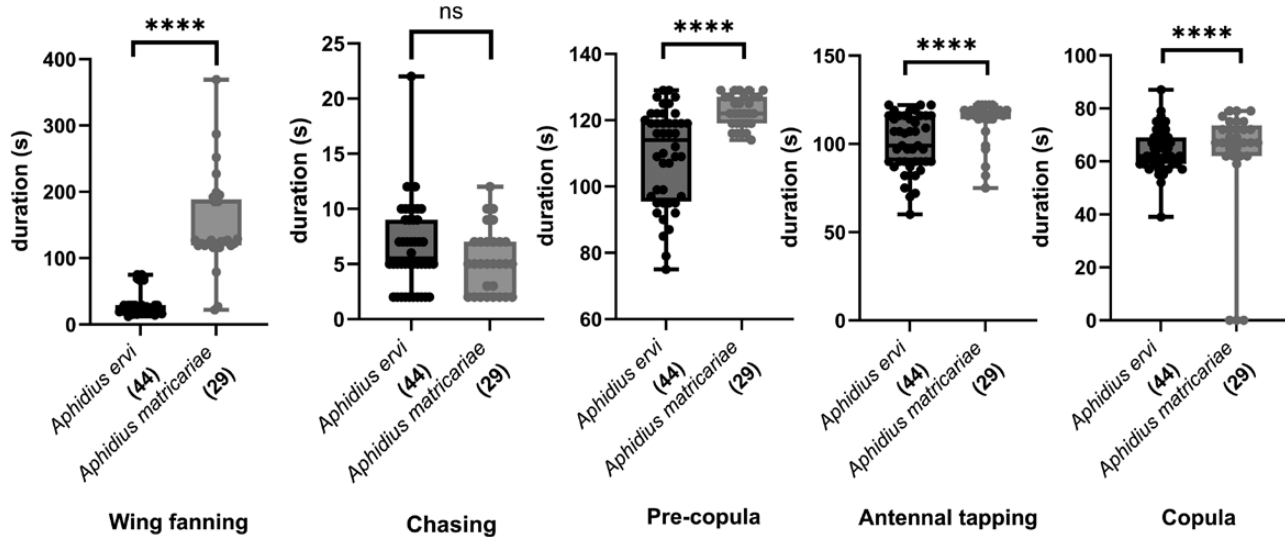 ****
400
300
200
100
0
duration (s)
Aphidius ervi
(44)
Aphidius matricariae
(29)
Wing fanning
ns
25
20
15
10
5
0
duration (s)
Aphidius ervi
(44)
Aphidius matricariae
(29)
Chasing
****
140
120
100
80
60
duration (s)
Aphidius ervi
(44)
Aphidius matricariae
(29)
Pre-copula
****
150
100
50
0
duration (s)
Aphidius ervi
(44)
Aphidius matricariae
(29)
Antennal tapping
****
100
80
60
40
20
0
duration (s)
Aphidius ervi
(44)
Aphidius matricariae
(29)
Copula